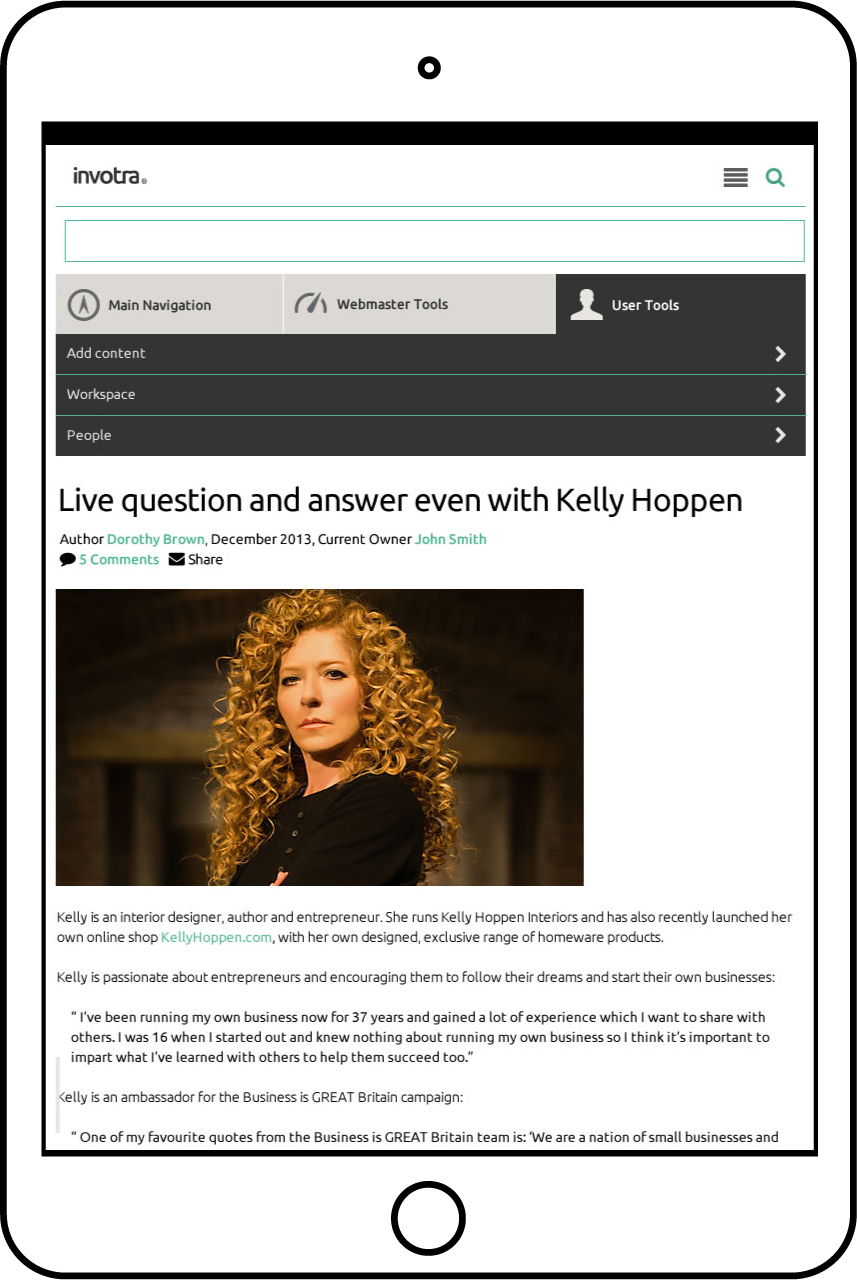 invotra®
Main Navigation
Webmaster Tools
User Tools
Add content
Workspace
People
Live question and answer even with Kelly Hoppen
Author Dorothy Brown, December 2013, Current Owner John Smith
5 Comments Share
Kelly is an interior designer, author and entrepreneur. She runs Kelly Hoppen Interiors and has also recently launched her
own online shop KellyHoppen.com, with her own designed, exclusive range of homeware products.
Kelly is passionate about entrepreneurs and encouraging them to follow their dreams and start their own businesses:
“ I’ve been running my own business now for 37 years and gained a lot of experience which I want to share with
others. I was 16 when I started out and knew nothing about running my own business so I think it’s important to
impart what I’ve learned with others to help them succeed too.”
Kelly is an ambassador for the Business is GREAT Britain campaign:
“ One of my favourite quotes from the Business is GREAT Britain team is: ‘We are a nation of small businesses and